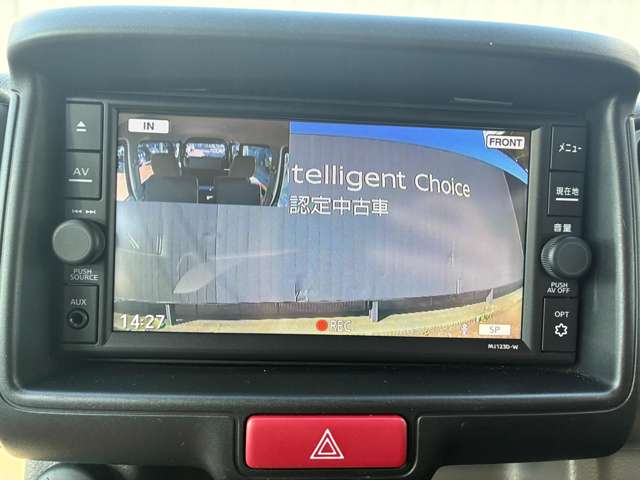 IN
FRONT
telligent Choice
認定中古車
14:27
REC
SP
AV
PUSH
SOURCE
AUX
メニュー
現在地
音量
PUSH
AV OFF
OPT
MJ123D-W